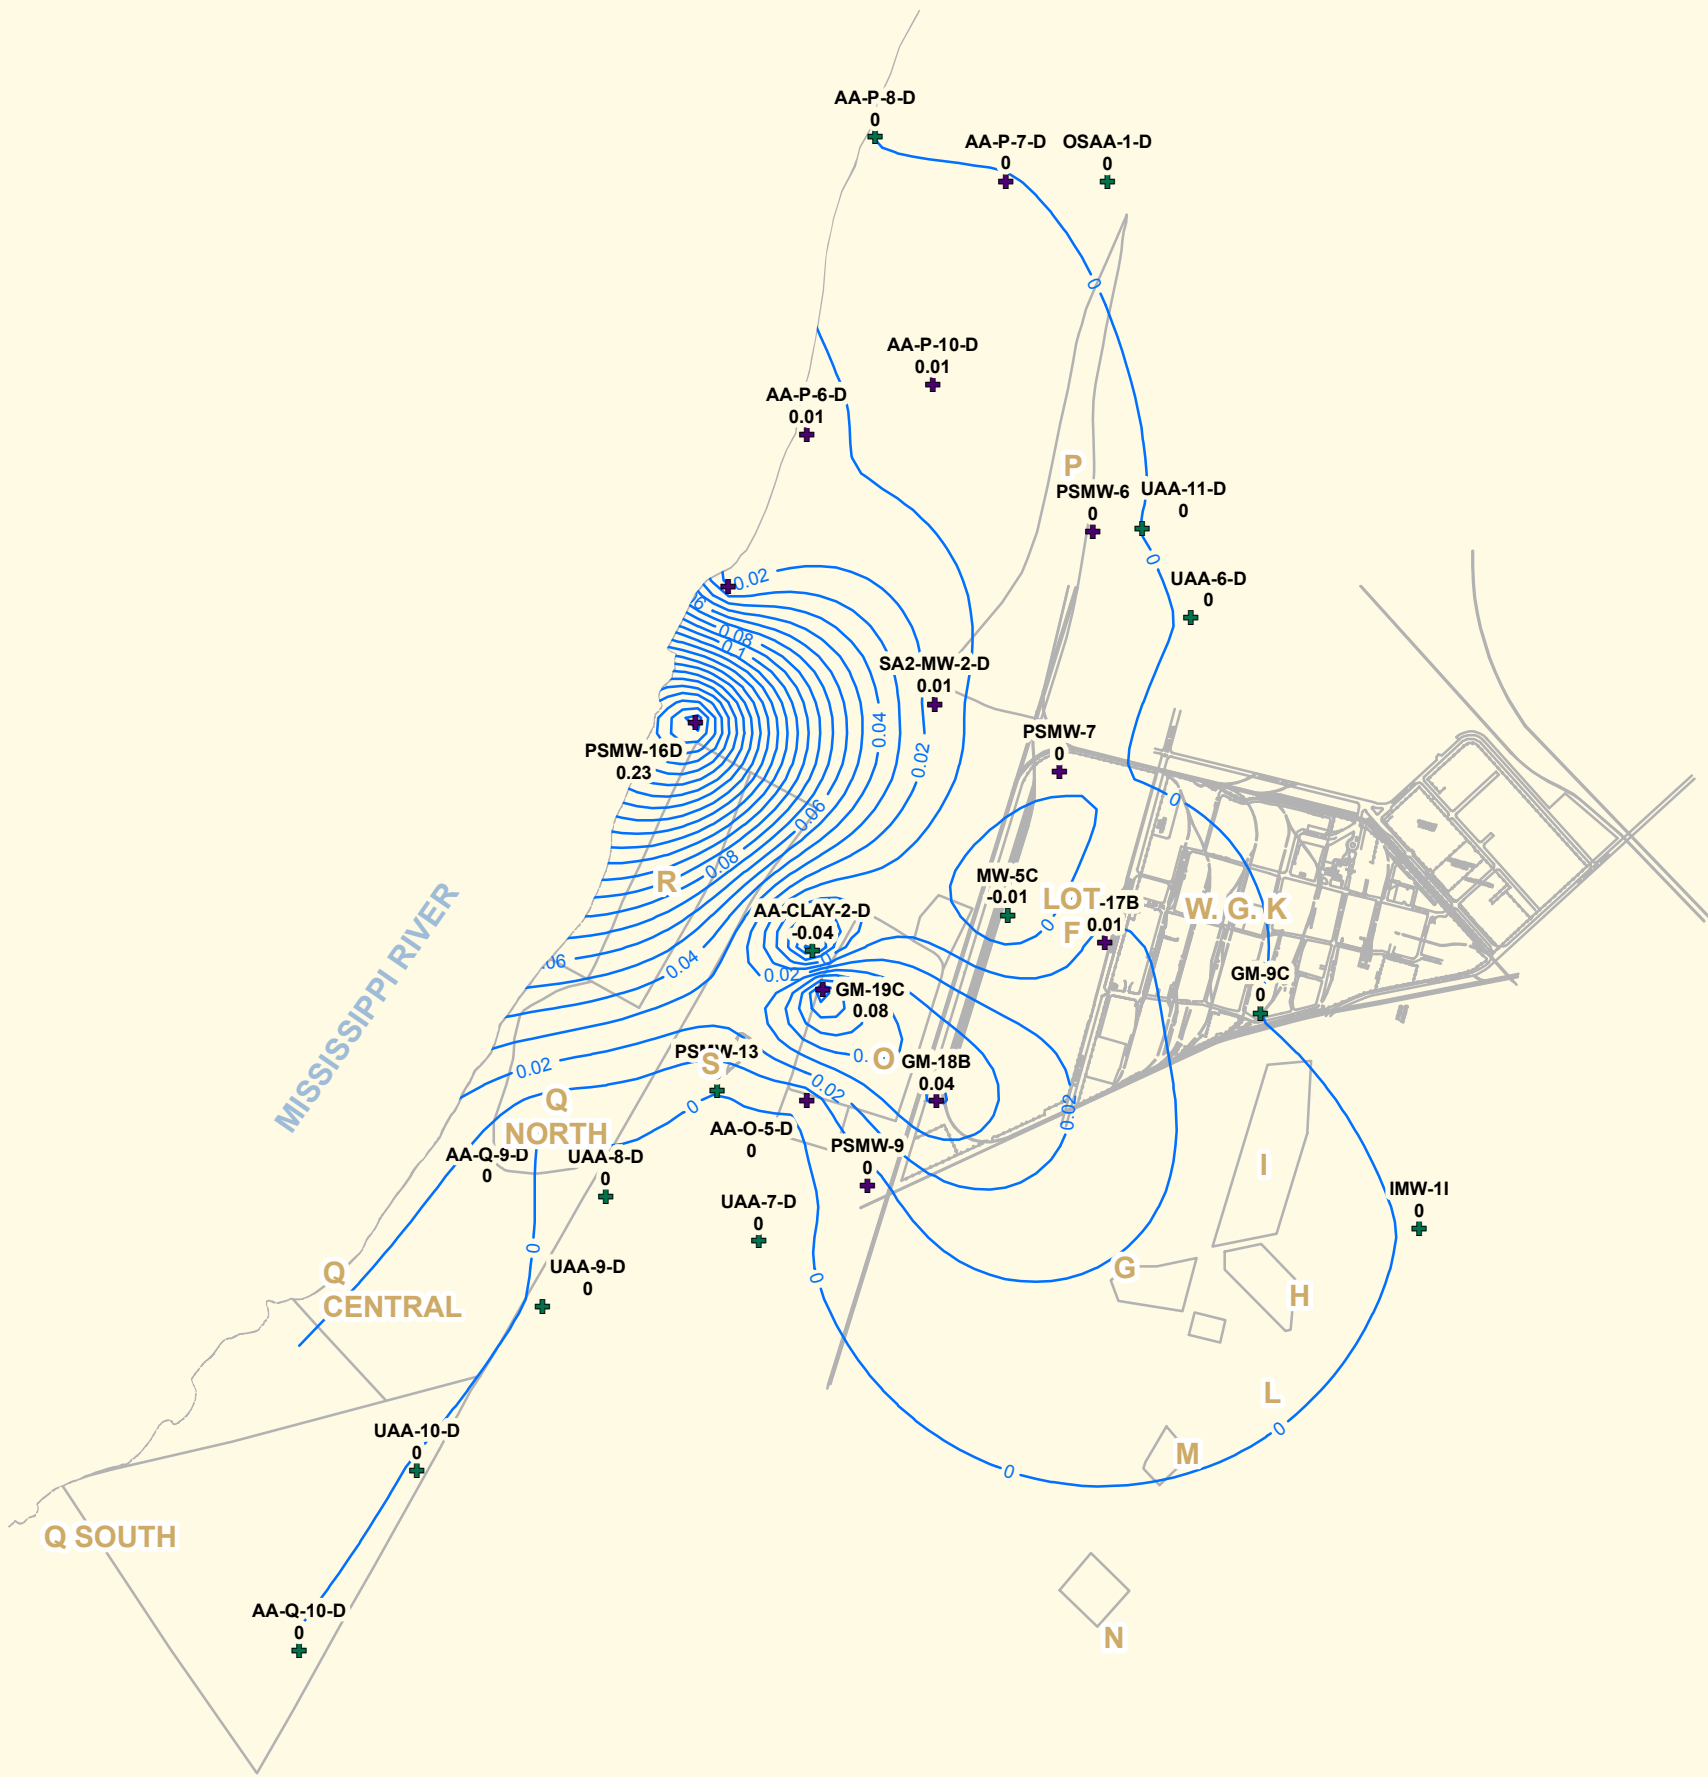 AA-P-8-D
0
AA-P-7-D
0
OSAA-1-D
0
0
AA-P-10-D
0.01
AA-P-6-D
0.01
P
PSMW-6
0
UAA-11-D
0
0
UAA-6-D
0
0.02
0.08
0.1
SA2-MW-2-D
0.01
0.04
0.02
PSMW-7
0
PSMW-16D
0.23
0
0.06
0.08
R
MW-5C
-0.01
LOT
F
-17B
0.01
0
W. G. K
AA-CLAY-2-D
-0.04
MISSISSIPPI RIVER
.06
0.04
0.02
0
GM-19C
0.08
GM-9C
0
PSMW-13
S
0.
O
GM-18B
0.04
0.02
0.02
0.02
Q
NORTH
0
AA-O-5-D
0
PSMW-9
0
AA-Q-9-D
0
UAA-8-D
0
I
IMW-1I
0
UAA-7-D
0
0
UAA-9-D
0
0
G
H
Q
CENTRAL
L
UAA-10-D
0
0
M
0
Q SOUTH
AA-Q-10-D
0
N